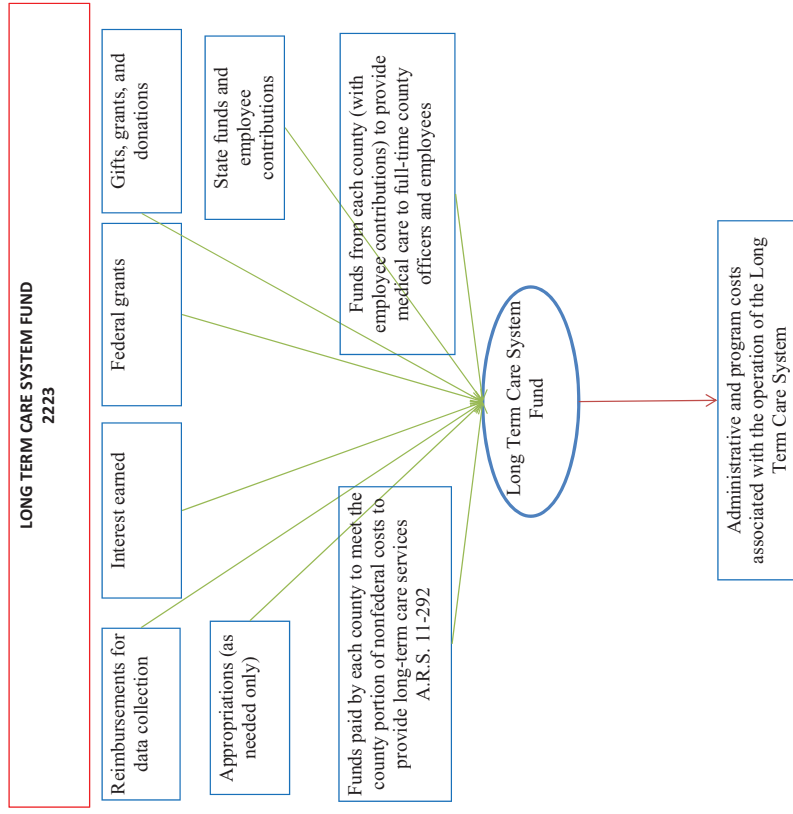 LONG TERM CARE SYSTEM FUND
2223
Reimbursements for
data collection
Interest earned
Federal grants
Gifts, grants, and
donations
Appropriations (as
needed only)
State funds and
employee
contributions
Funds paid by each county to meet the
county portion of nonfederal costs to
provide long-term care services
A.R.S. 11-292
Funds from each county (with
employee contributions) to provide
medical care to full-time county
officers and employees
Long Term Care System
Fund
Administrative and program costs
associated with the operation of the Long
Term Care System